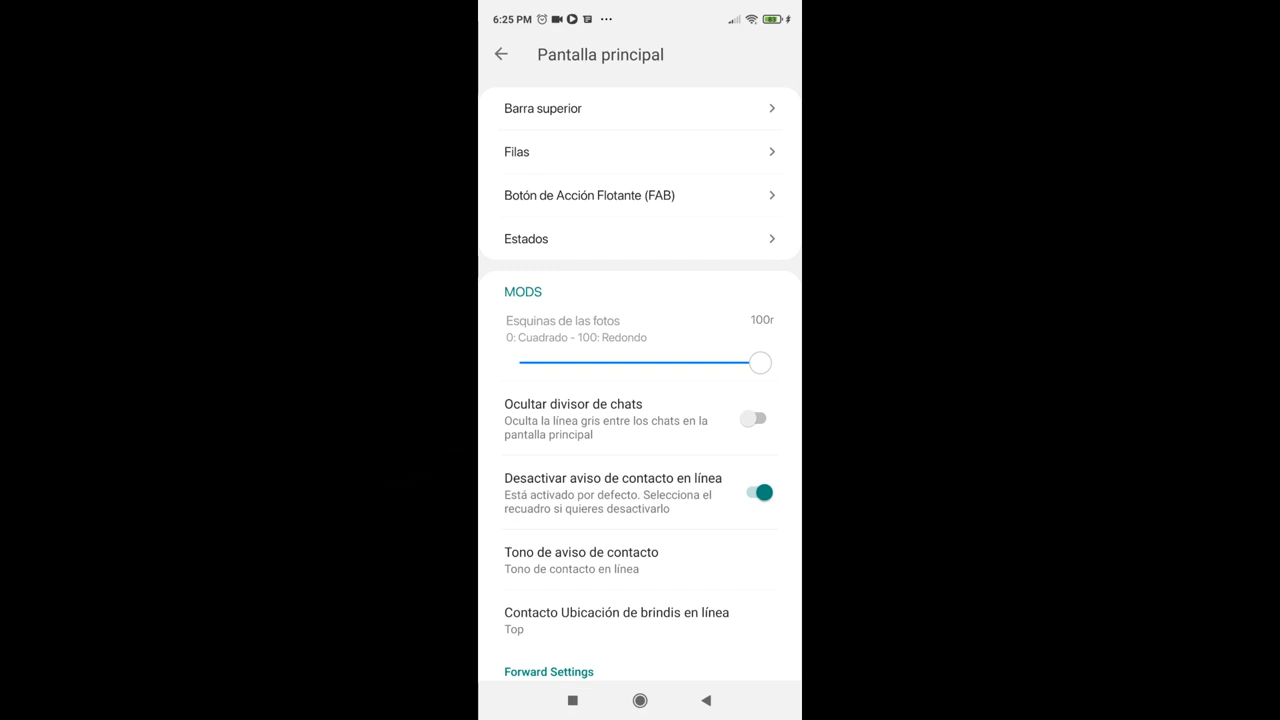 6:25 PM
83
Pantalla principal
Barra superior
Filas
Botón de Acción Flotante (FAB)
Estados
MODS
Esquinas de las fotos
100r
0: Cuadrado - 100: Redondo
Ocultar divisor de chats
Oculta la línea gris entre los chats en la
pantalla principal
Desactivar aviso de contacto en línea
Está activado por defecto. Selecciona el
recuadro si quieres desactivarlo
Tono de aviso de contacto
Tono de contacto en línea
Contacto Ubicación de brindis en línea
Top
Forward Settings